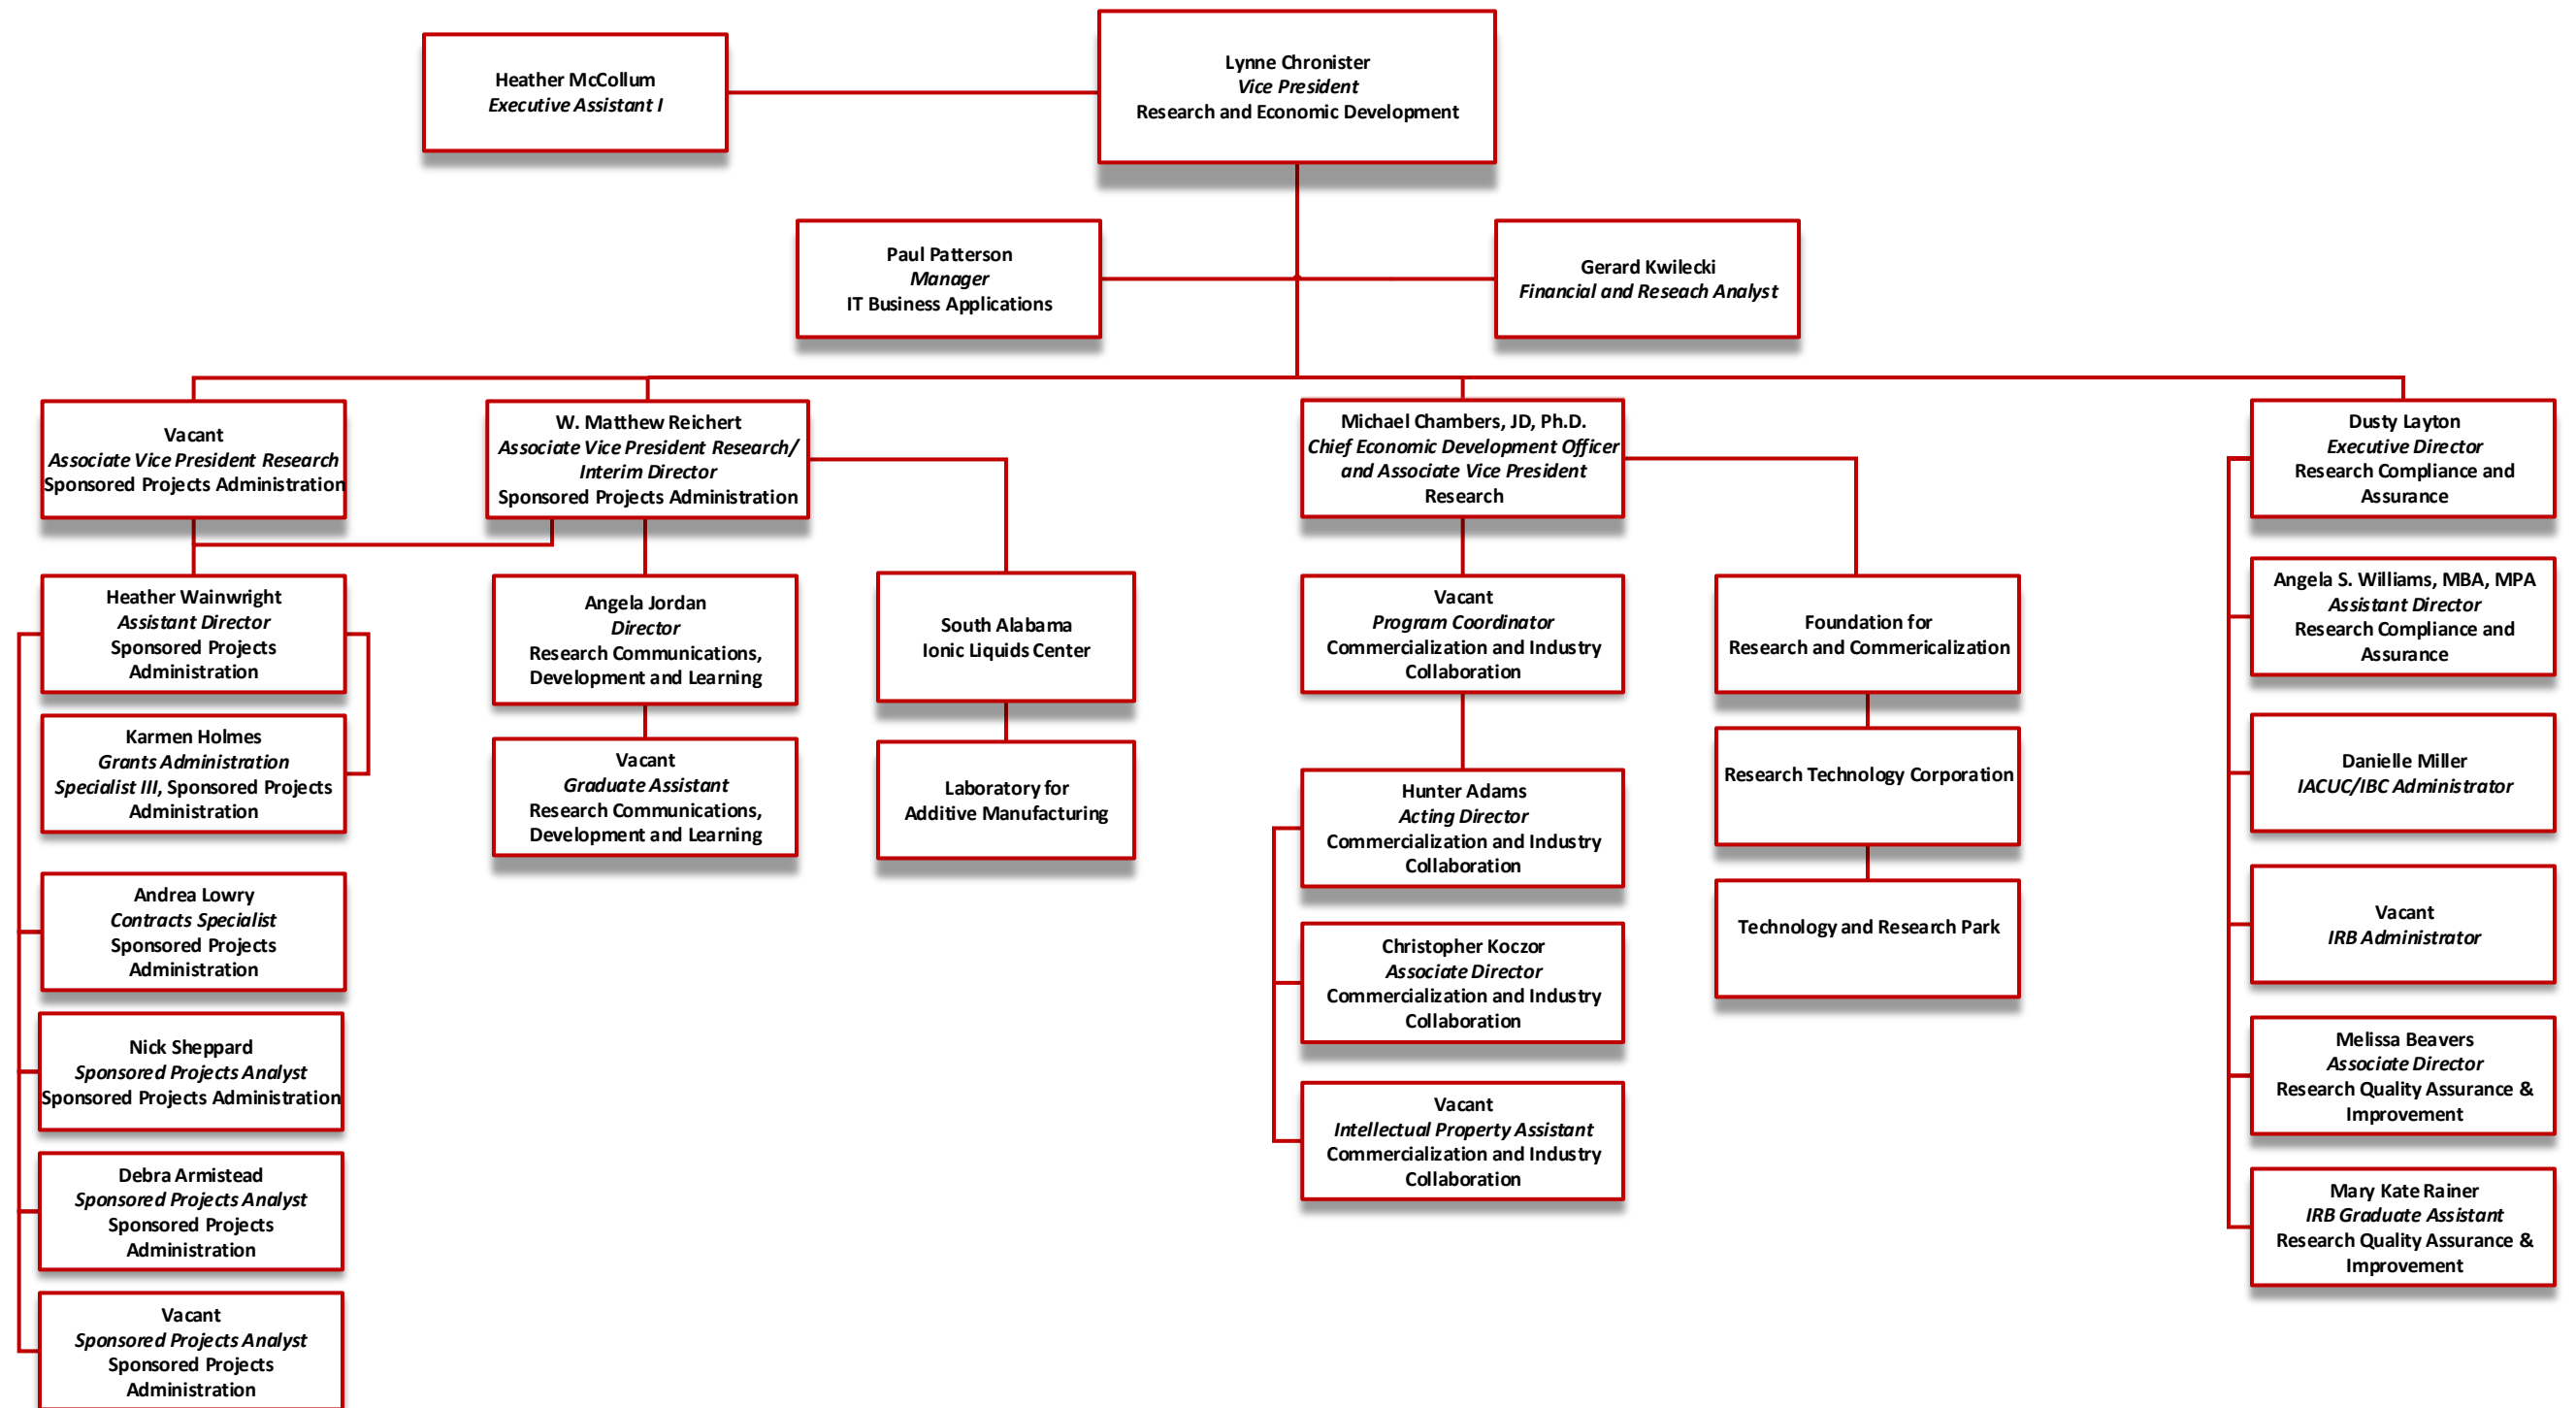 Heather McCollum
Executive Assistant I
Lynne Chronister
Vice President
Research and Economic Development
Paul Patterson
Manager
IT Business Applications
Gerard Kwilecki
Financial and Reseach Analyst
Vacant
Associate Vice President Research
Sponsored Projects Administration
W. Matthew Reichert
Associate Vice President Research/
Interim Director
Sponsored Projects Administration
Michael Chambers, JD, Ph.D.
Chief Economic Development Officer
and Associate Vice President
Research
Dusty Layton
Executive Director
Research Compliance and
Assurance
Heather Wainwright
Assistant Director
Sponsored Projects
Administration
Karmen Holmes
Grants Administration
Specialist III, Sponsored Projects
Administration
Andrea Lowry
Contracts Specialist
Sponsored Projects
Administration
Nick Sheppard
Sponsored Projects Analyst
Sponsored Projects Administration
Debra Armistead
Sponsored Projects Analyst
Sponsored Projects
Administration
Vacant
Sponsored Projects Analyst
Sponsored Projects
Administration
Angela Jordan
Director
Research Communications,
Development and Learning
Vacant
Graduate Assistant
Research Communications,
Development and Learning
South Alabama
Ionic Liquids Center
Laboratory for
Additive Manufacturing
Vacant
Program Coordinator
Commercialization and Industry
Collaboration
Hunter Adams
Acting Director
Commercialization and Industry
Collaboration
Christopher Koczor
Associate Director
Commercialization and Industry
Collaboration
Vacant
Intellectual Property Assistant
Commercialization and Industry
Collaboration
Foundation for
Research and Commericalization
Research Technology Corporation
Technology and Research Park
Angela S. Williams, MBA, MPA
Assistant Director
Research Compliance and
Assurance
Danielle Miller
IACUC/IBC Administrator
Vacant
IRB Administrator
Melissa Beavers
Associate Director
Research Quality Assurance &
Improvement
Mary Kate Rainer
IRB Graduate Assistant
Research Quality Assurance &
Improvement